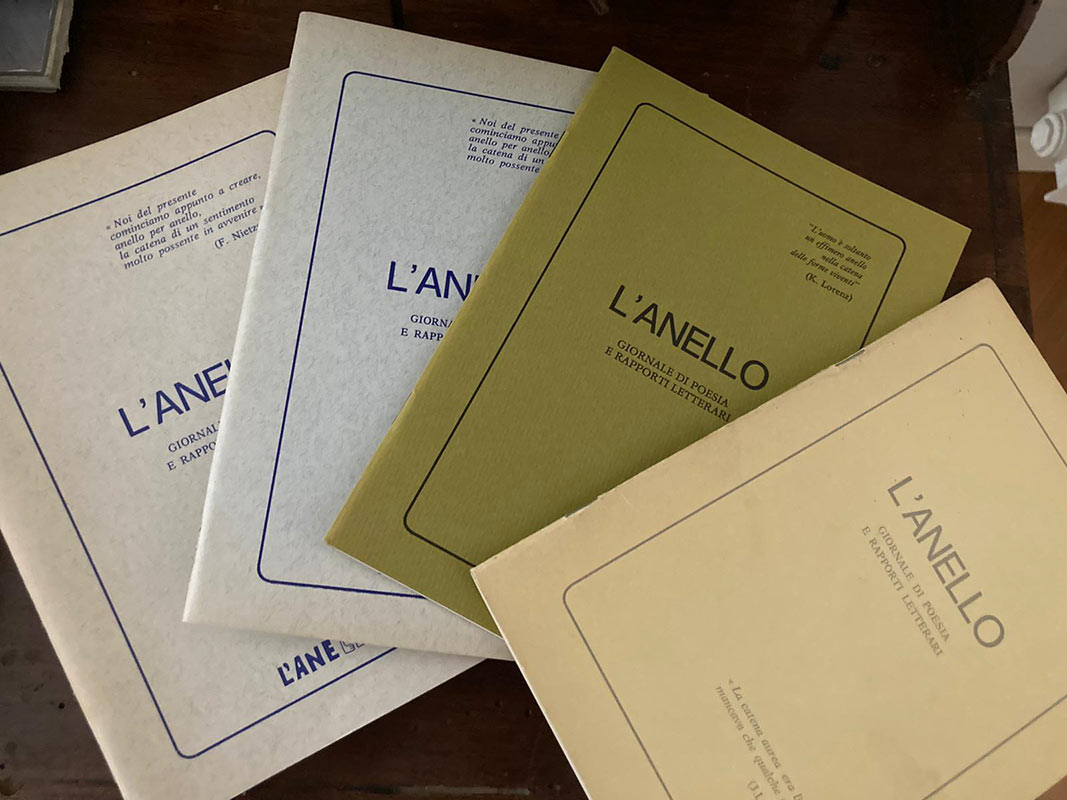 « Noi del presente
cominciamo appunto a creare,
anello per anello,
la catena di un sentimento
molto possente in avvenire »
(F. Nietz
L'ANE
GIORNAL
E RAPPO
L'ANE
« Noi del presente
cominciamo appu
anello per anello,
la catena di un
molto possente
L'AN
GIORNA
E RAPP
"L'uomo è soltanto
un effimero anello
nella catena
delle forme viventi"
(K. Lorenz)
L'ANELLO
GIORNALE DI POESIA
E RAPPORTI LETTERARI
L'ANELLO
GIORNALE DI POESIA
E RAPPORTI LETTERARI
« La catena aurea era l
mancava che qualche
(J.L